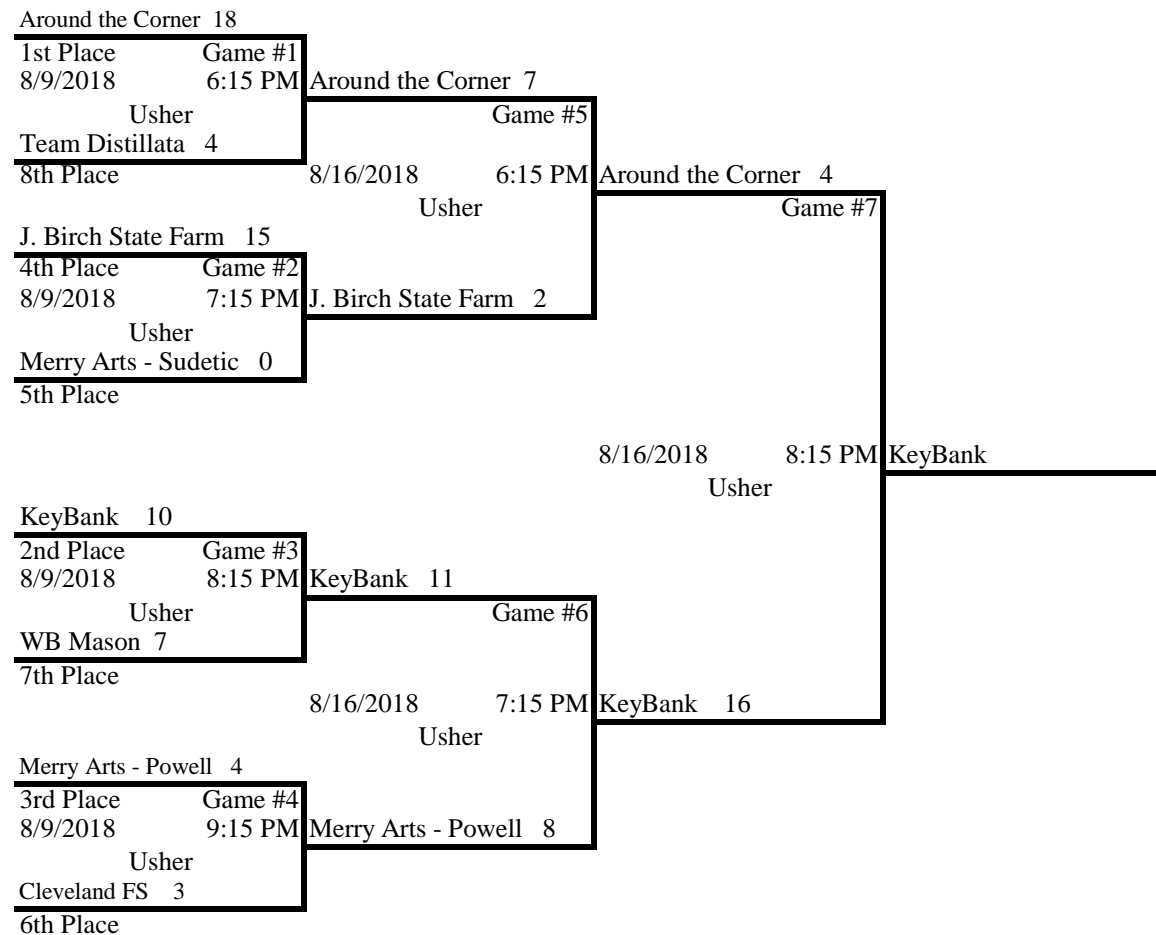 Around the Corner 18
1st Place Game #1
8/9/2018 6:15 PM Around the Corner 7
Usher Game #5
Team Distillata 4
8th Place 8/16/2018 6:15 PM Around the Corner 4
Usher Game #7
J. Birch State Farm 15
4th Place Game #2
8/9/2018 7:15 PM J. Birch State Farm 2
Usher
Merry Arts - Sudetic 0
5th Place
8/16/2018 8:15 PM KeyBank
Usher
KeyBank 10
2nd Place Game #3
8/9/2018 8:15 PM KeyBank 11
Usher Game #6
WB Mason 7
7th Place
8/16/2018 7:15 PM KeyBank 16
Usher
Merry Arts - Powell 4
3rd Place Game #4
8/9/2018 9:15 PM Merry Arts - Powell 8
Usher
Cleveland FS 3
6th Place